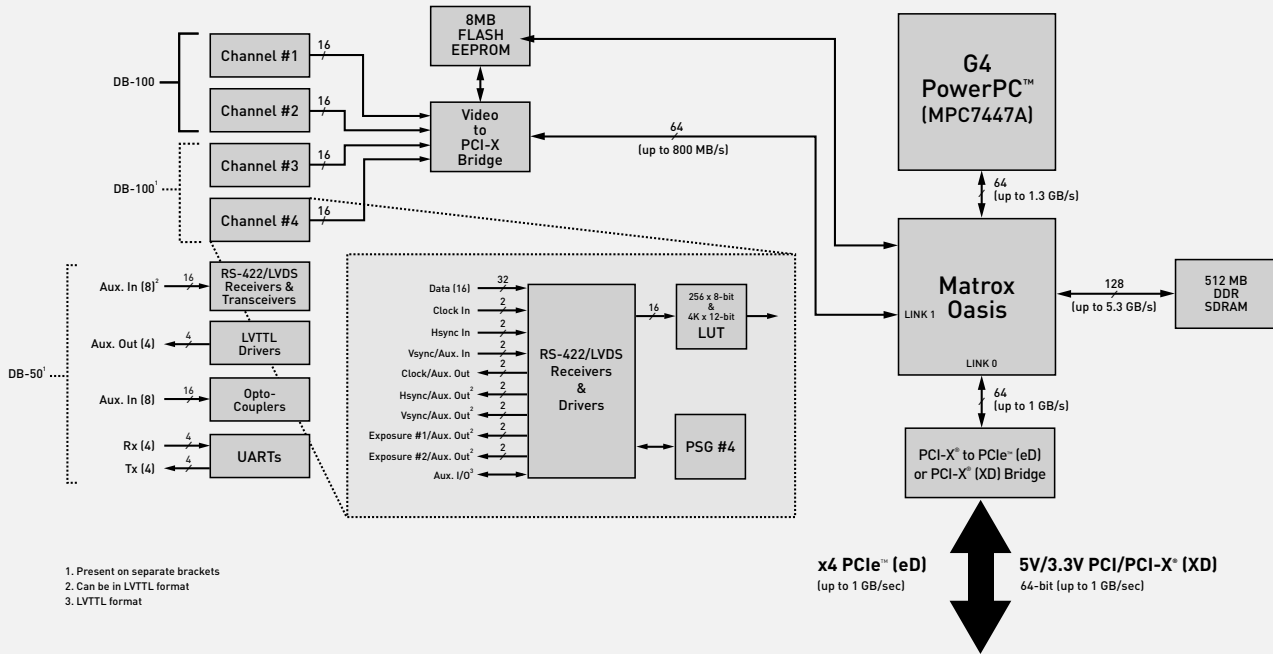 DB-100
Channel #1
16
Channel #2
16
DB-100¹
Channel #3
16
Channel #4
16
8MB
FLASH
EEPROM
Video
to
PCI-X
Bridge
64
(up to 800 MB/s)
G4
PowerPC™
(MPC7447A)
64
(up to 1.3 GB/s)
Matrox
Oasis
LINK 1
LINK 0
128
(up to 5.3 GB/s)
512 MB
DDR
SDRAM
64
(up to 1 GB/s)
PCI-X® to PCIe™ (eD)
or PCI-X® (XD) Bridge
x4 PCIe™ (eD)
(up to 1 GB/sec)
5V/3.3V PCI/PCI-X® (XD)
64-bit (up to 1 GB/sec)
DB-50¹
Aux. In (8)²
16
RS-422/LVDS
Receivers &
Transceivers
Aux. Out (4)
4
LVTTL
Drivers
Aux. In (8)
16
Opto-
Couplers
Rx (4)
4
Tx (4)
4
UARTs
Data (16)
32
Clock In
2
Hsync In
2
Vsync/Aux. In
2
Clock/Aux. Out
2
Hsync/Aux. Out²
2
Vsync/Aux. Out²
2
Exposure #1/Aux. Out²
2
Exposure #2/Aux. Out²
2
Aux. I/O³
RS-422/LVDS
Receivers
&
Drivers
16
256 x 8-bit
&
4K x 12-bit
LUT
PSG #4
1. Present on separate brackets
2. Can be in LVTTL format
3. LVTTL format